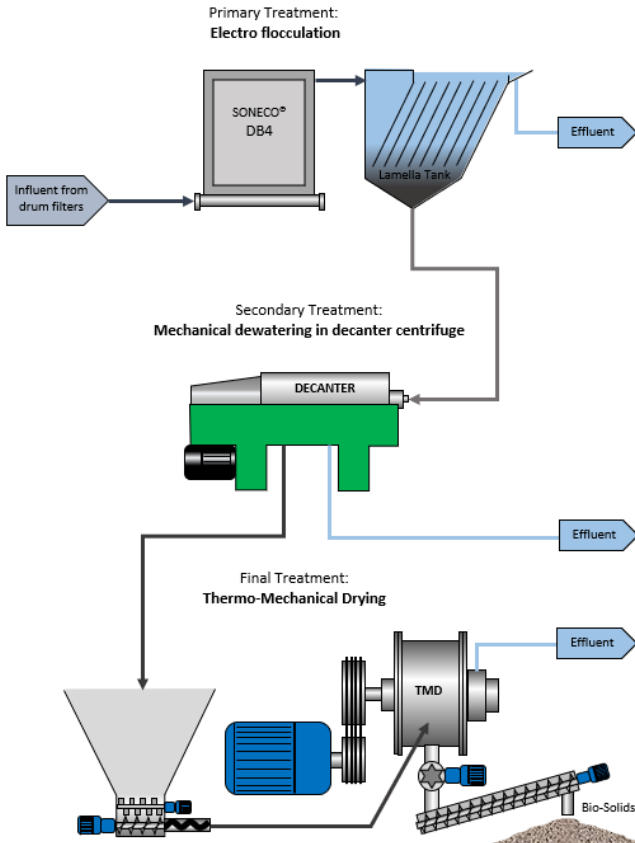 Primary Treatment:
Electro flocculation
SONECO®
DB4
Effluent
Lamella Tank
Influent from
drum filters
Secondary Treatment:
Mechanical dewatering in decanter centrifuge
DECANTER
Effluent
Final Treatment:
Thermo-Mechanical Drying
Effluent
TMD
Bio-Solids